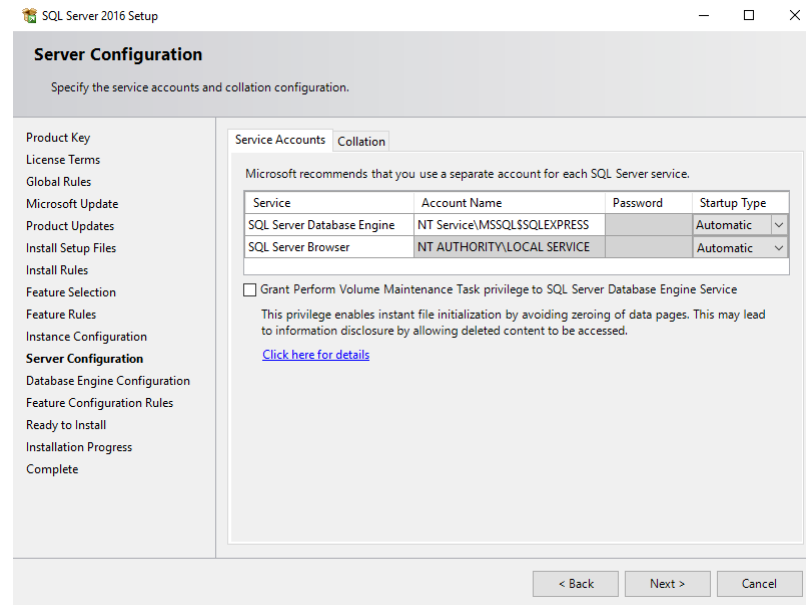 SQL Server 2016 Setup
Server Configuration
Specify the service accounts and collation configuration.
Product Key
License Terms
Global Rules
Microsoft Update
Product Updates
Install Setup Files
Install Rules
Feature Selection
Feature Rules
Instance Configuration
Server Configuration
Database Engine Configuration
Feature Configuration Rules
Ready to Install
Installation Progress
Complete
Service Accounts Collation
Microsoft recommends that you use a separate account for each SQL Server service.
Service Account Name Password Startup Type
SQL Server Database Engine NT Service\MSSQL$SQLEXPRESS Automatic
SQL Server Browser NT AUTHORITY\LOCAL SERVICE Automatic
Grant Perform Volume Maintenance Task privilege to SQL Server Database Engine Service
This privilege enables instant file initialization by avoiding zeroing of data pages. This may lead
to information disclosure by allowing deleted content to be accessed.
Click here for details
< Back Next > Cancel